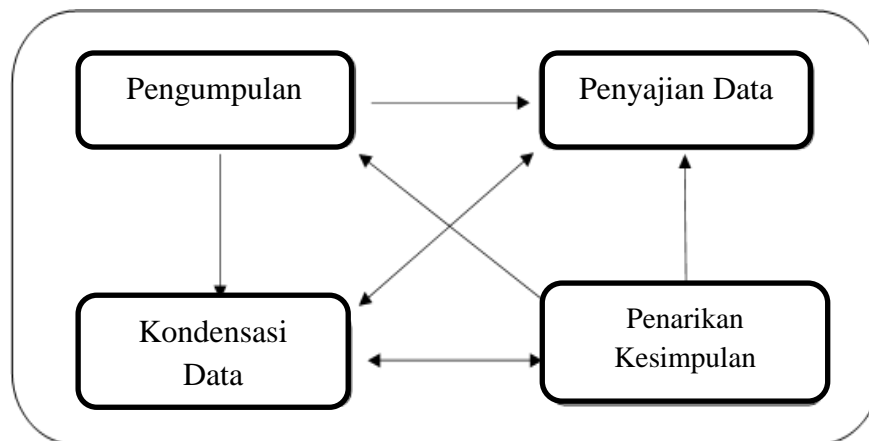 Pengumpulan
Penyajian Data
Kondensasi
Data
Penarikan
Kesimpulan